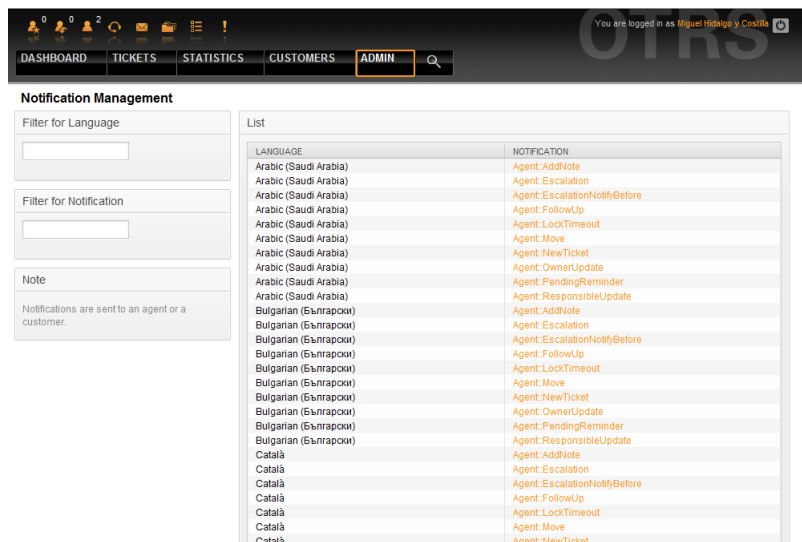 0 0 2
You are logged in as Miguel Hidalgo y Costilla
OTRS
DASHBOARD TICKETS STATISTICS CUSTOMERS ADMIN
Notification Management
Filter for Language
Filter for Notification
Note
Notifications are sent to an agent or a
customer.
List
LANGUAGE NOTIFICATION
Arabic (Saudi Arabia) Agent::AddNote
Arabic (Saudi Arabia) Agent::Escalation
Arabic (Saudi Arabia) Agent::EscalationNotifyBefore
Arabic (Saudi Arabia) Agent::FollowUp
Arabic (Saudi Arabia) Agent::LockTimeout
Arabic (Saudi Arabia) Agent::Move
Arabic (Saudi Arabia) Agent::NewTicket
Arabic (Saudi Arabia) Agent::OwnerUpdate
Arabic (Saudi Arabia) Agent::PendingReminder
Arabic (Saudi Arabia) Agent::ResponsibleUpdate
Bulgarian (Български) Agent::AddNote
Bulgarian (Български) Agent::Escalation
Bulgarian (Български) Agent::EscalationNotifyBefore
Bulgarian (Български) Agent::FollowUp
Bulgarian (Български) Agent::LockTimeout
Bulgarian (Български) Agent::Move
Bulgarian (Български) Agent::NewTicket
Bulgarian (Български) Agent::OwnerUpdate
Bulgarian (Български) Agent::PendingReminder
Bulgarian (Български) Agent::ResponsibleUpdate
Català Agent::AddNote
Català Agent::Escalation
Català Agent::EscalationNotifyBefore
Català Agent::FollowUp
Català Agent::LockTimeout
Català Agent::Move
Català Agent::NewTicket